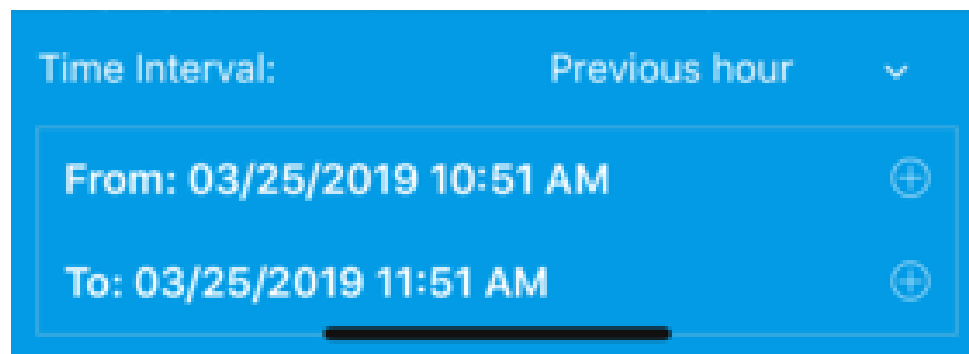 Time Interval: Previous hour
From: 03/25/2019 10:51 AM
To: 03/25/2019 11:51 AM